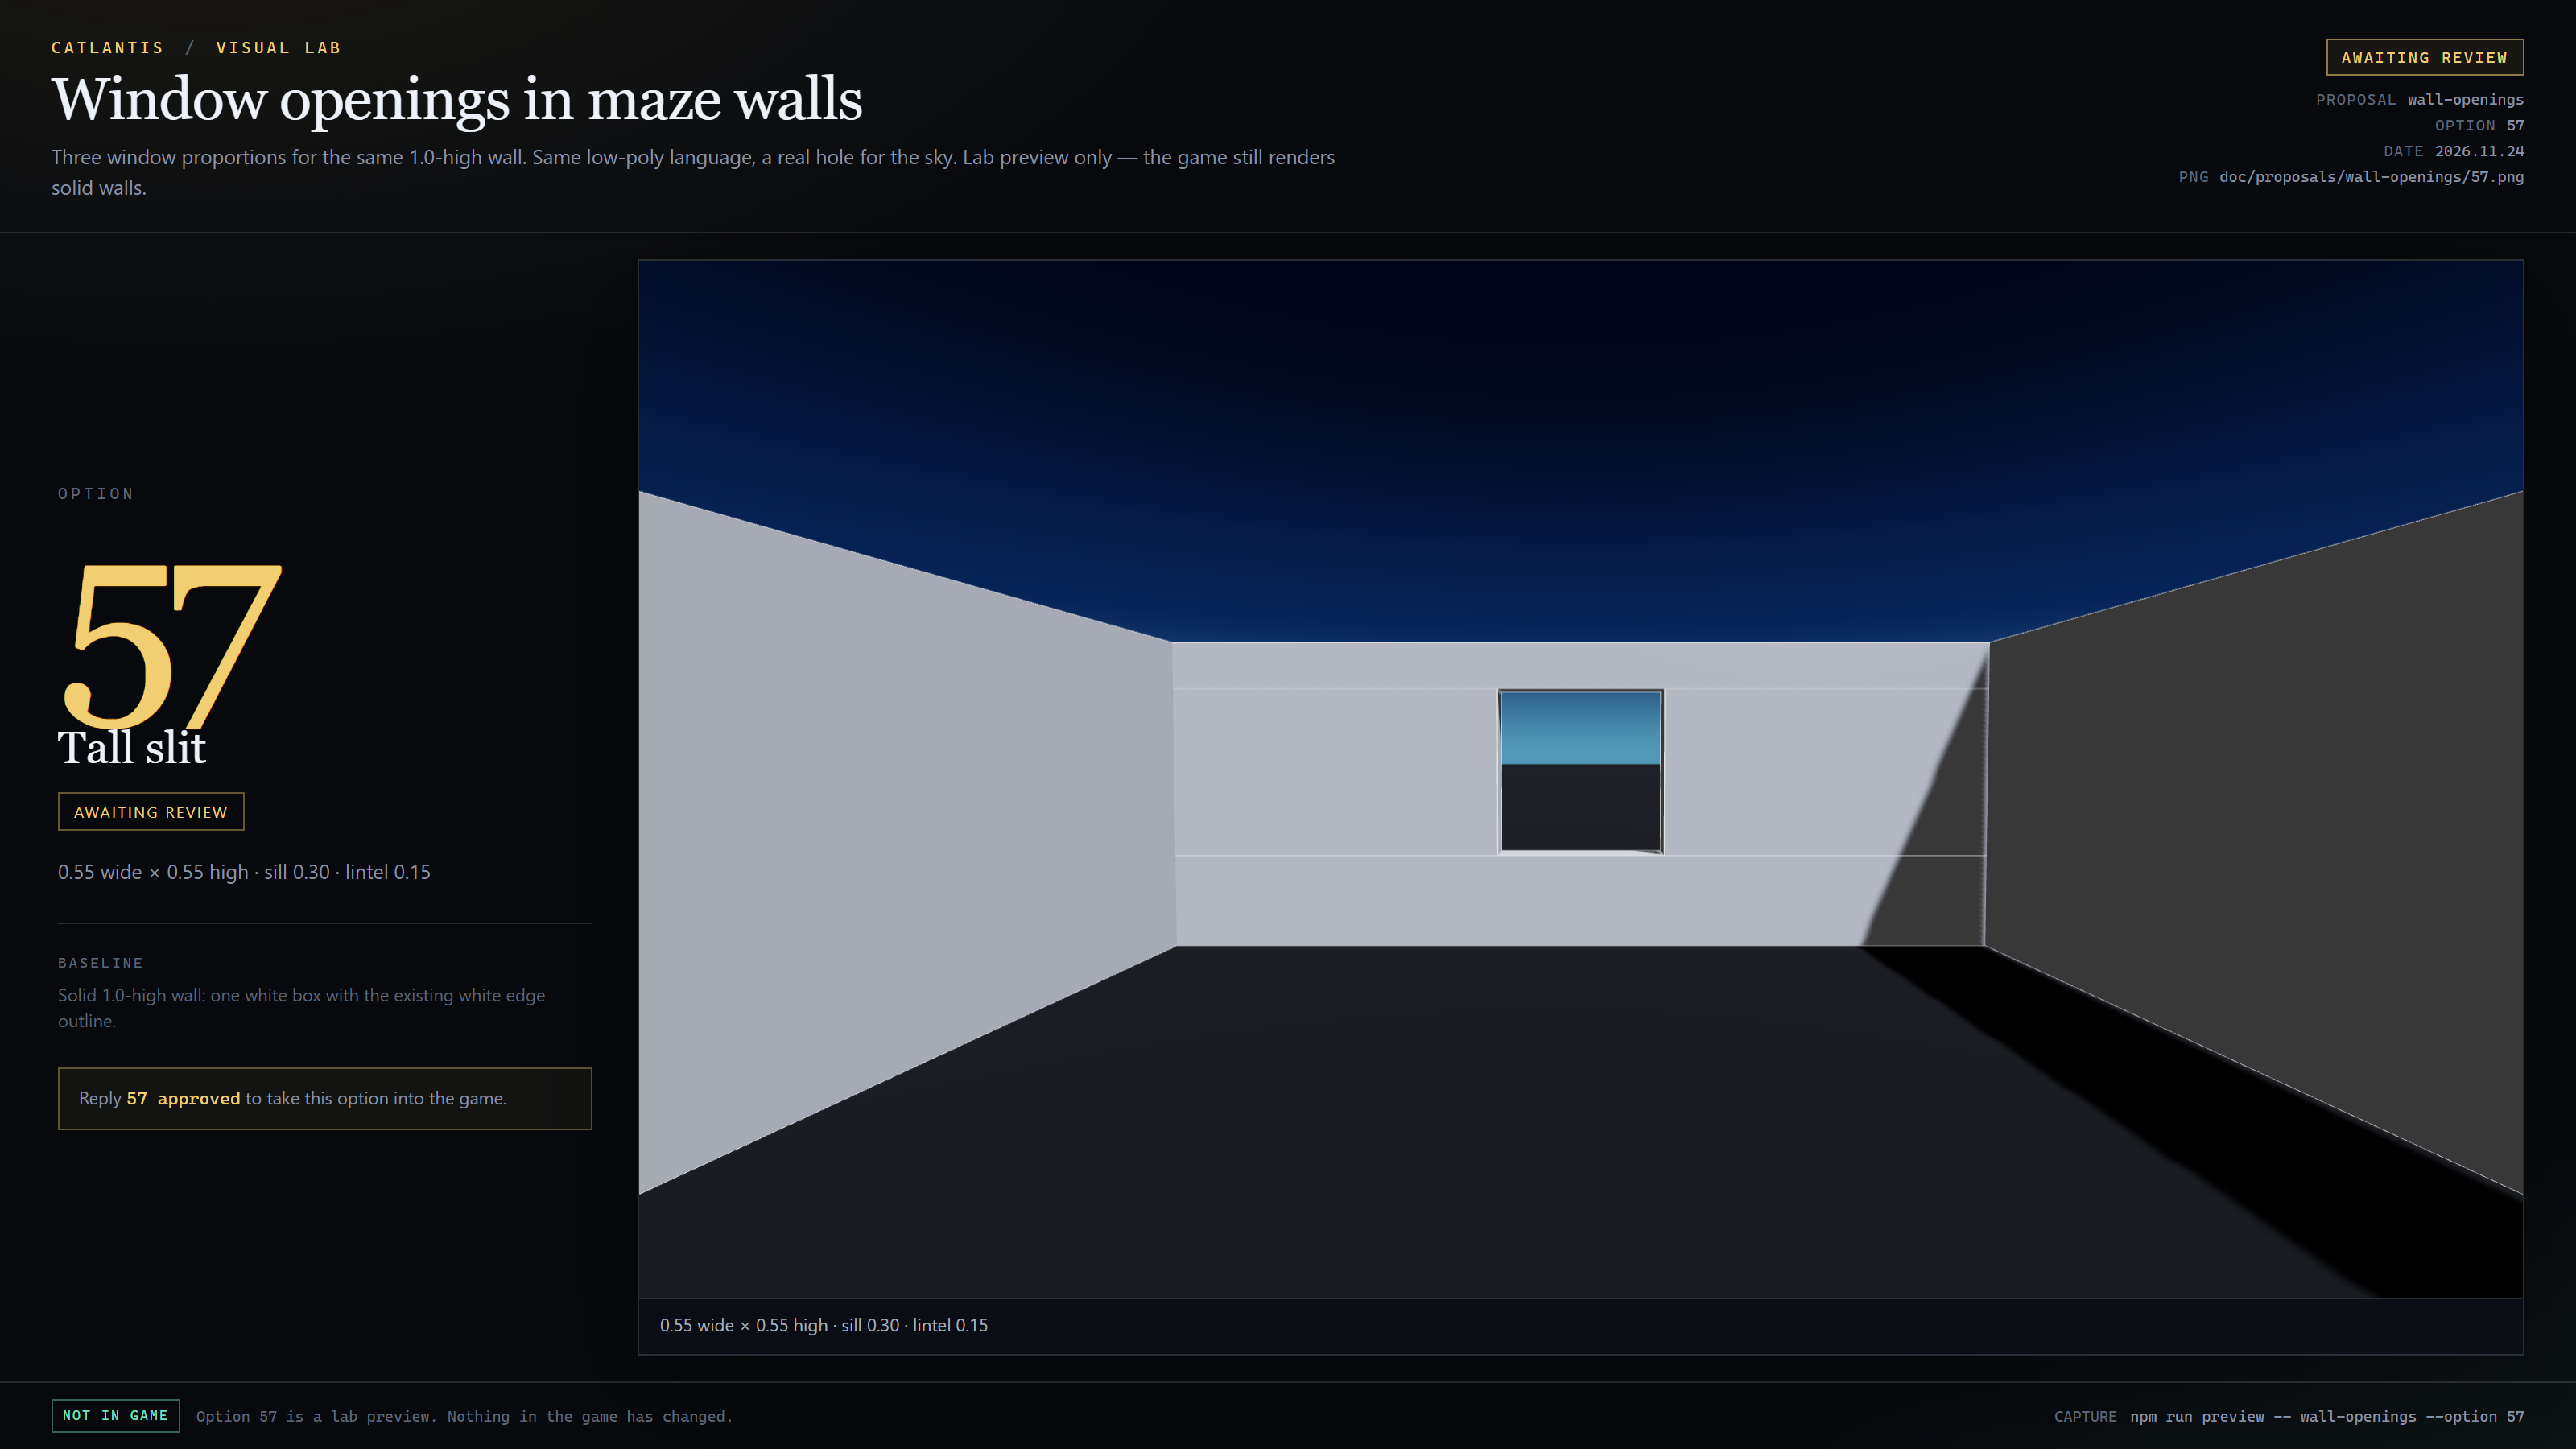 CATLANTIS / VISUAL LAB
Window openings in maze walls
Three window proportions for the same 1.0-high wall. Same low-poly language, a real hole for the sky. Lab preview only — the game still renders
solid walls.
AWAITING REVIEW
PROPOSAL wall-openings
OPTION 57
DATE 2026.11.24
PNG doc/proposals/wall-openings/57.png
OPTION
57
Tall slit
AWAITING REVIEW
0.55 wide × 0.55 high · sill 0.30 · lintel 0.15
BASELINE
Solid 1.0-high wall: one white box with the existing white edge
outline.
Reply 57 approved to take this option into the game.
0.55 wide × 0.55 high · sill 0.30 · lintel 0.15
NOT IN GAME Option 57 is a lab preview. Nothing in the game has changed.
CAPTURE npm run preview -- wall-openings --option 57